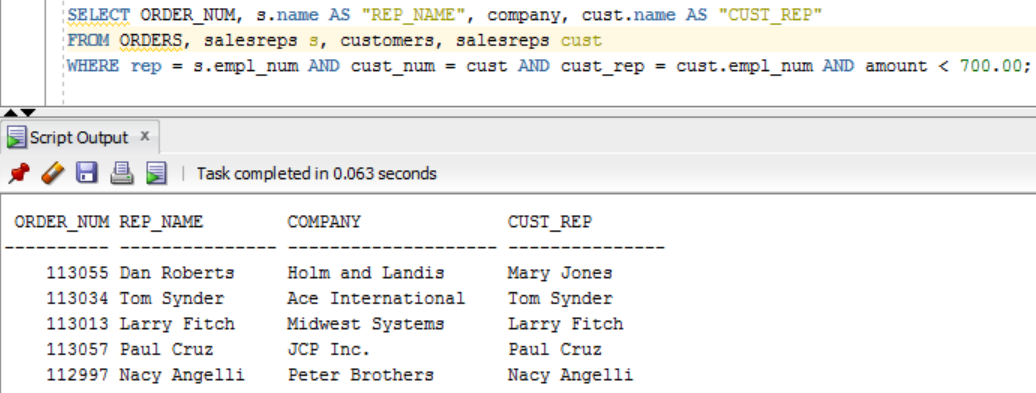 SELECT ORDER_NUM, s.name AS "REP_NAME", company, cust.name AS "CUST_REP"
FROM ORDERS, salesreps s, customers, salesreps cust
WHERE rep = s.empl_num AND cust_num = cust AND cust_rep = cust.empl_num AND amount < 700.00;
Script Output x
Task completed in 0.063 seconds
ORDER_NUM REP_NAME COMPANY CUST_REP
---------- --------------- -------------------- ---------------
113055 Dan Roberts Holm and Landis Mary Jones
113034 Tom Synder Ace International Tom Synder
113013 Larry Fitch Midwest Systems Larry Fitch
113057 Paul Cruz JCP Inc. Paul Cruz
112997 Nacy Angelli Peter Brothers Nacy Angelli